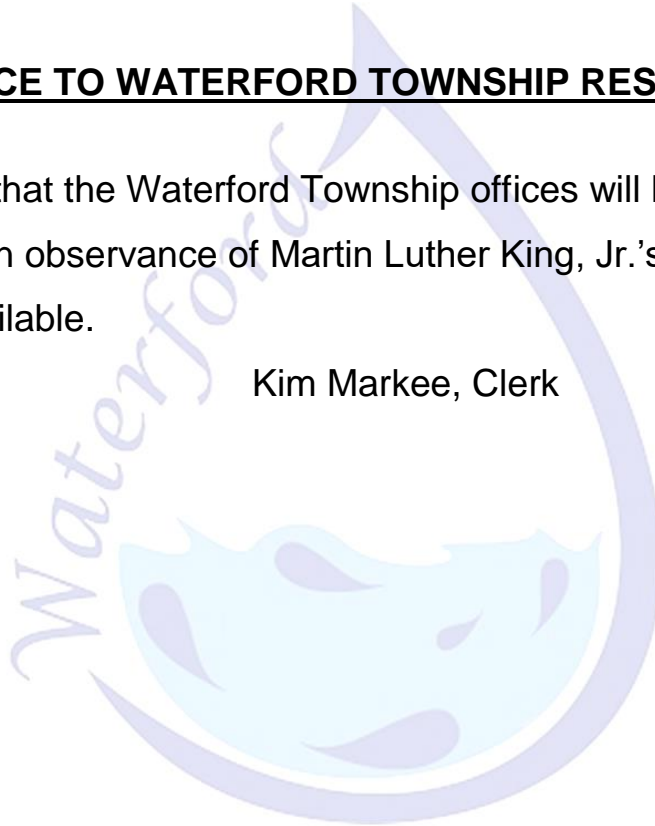 CE TO WATERFORD TOWNSHIP RES
that the Waterford Township offices will
n observance of Martin Luther King, Jr.'s
ilable.
Kim Markee, Clerk
Waterford